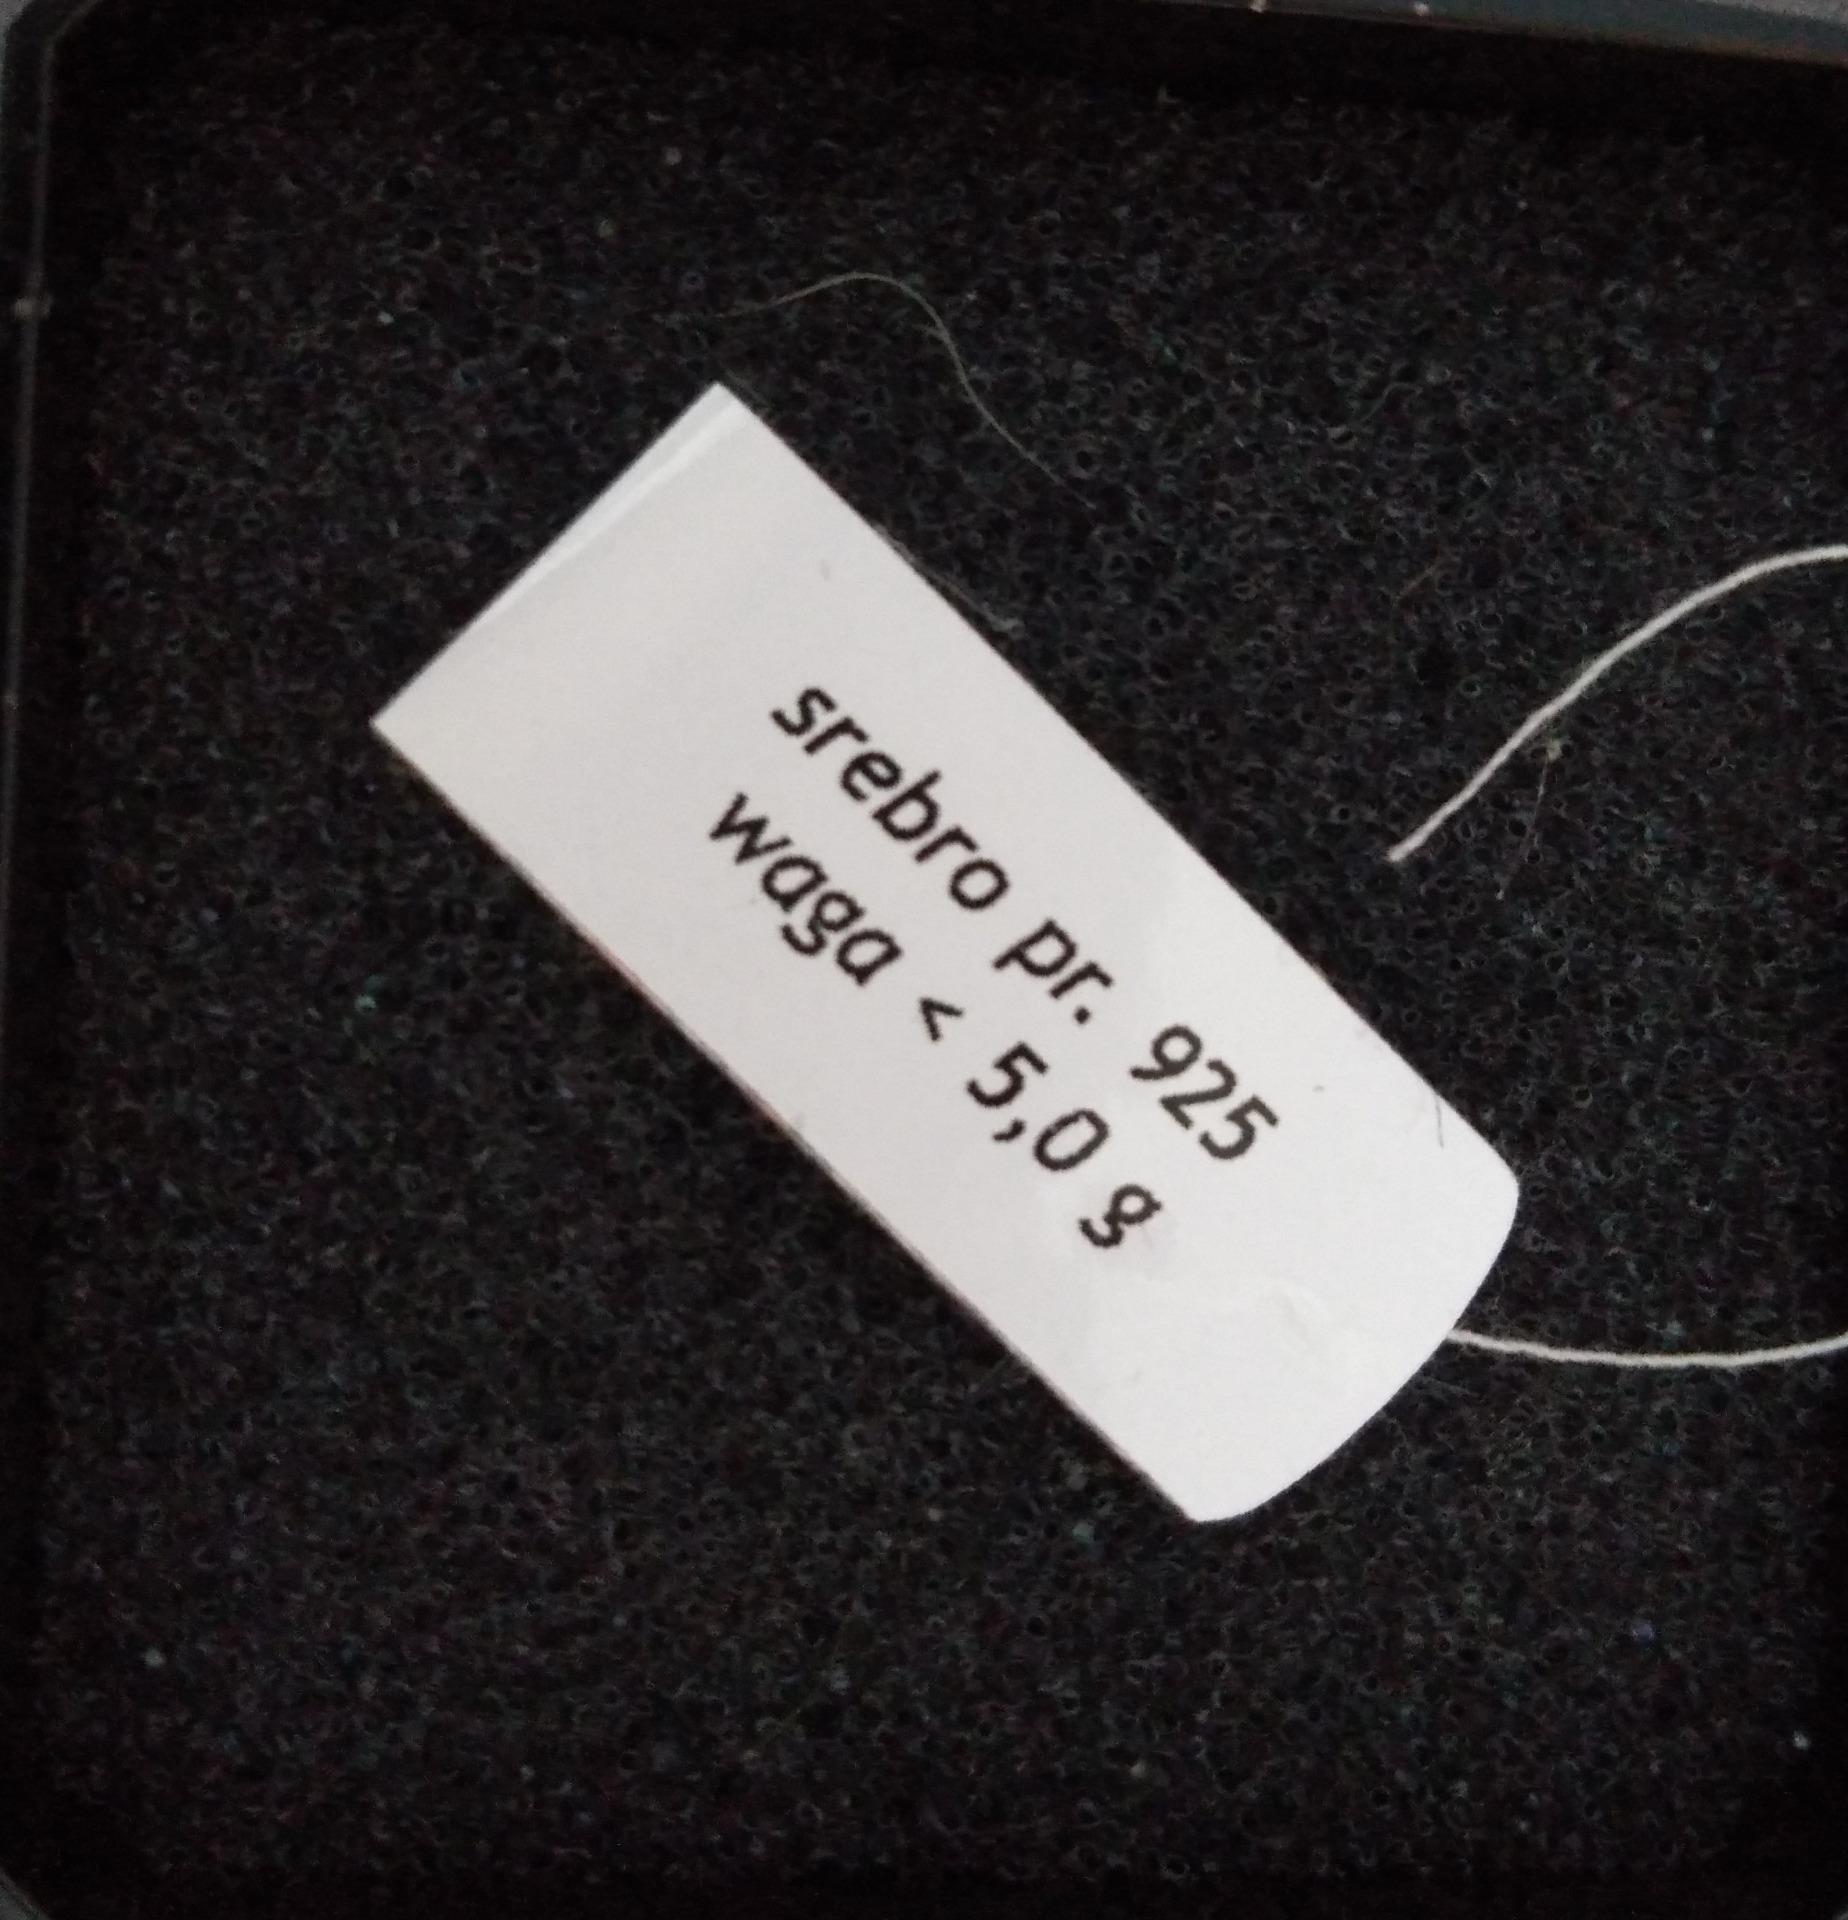 srebro pr. 925
waga < 5,0 g